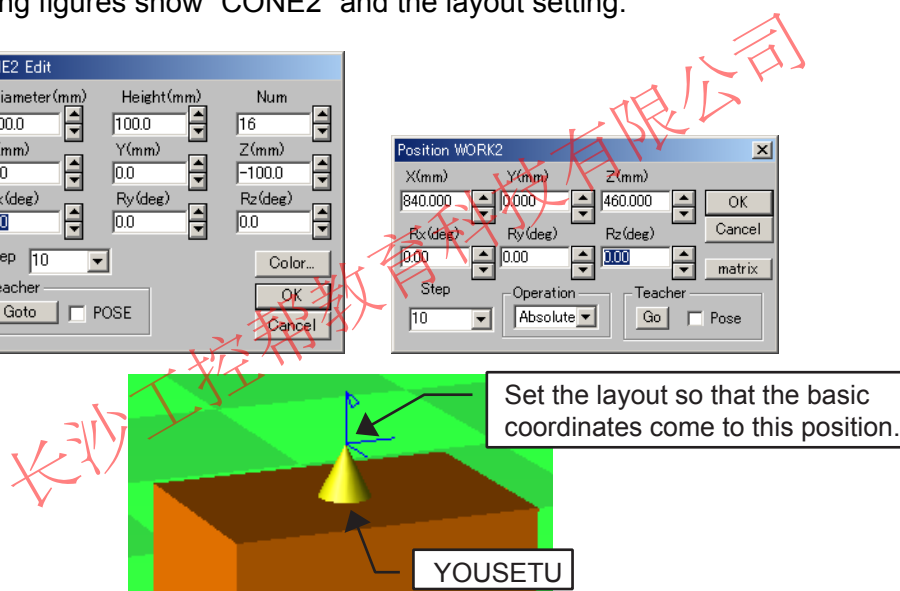 ing figures show "CONE2" and the layout setting.
NE2 Edit
iameter(mm) Height(mm) Num
00.0 100.0 16
(mm) Y(mm) Z(mm)
0 0.0 -100.0
x(deg) Ry(deg) Rz(deg)
0.0 0.0
ep 10 Color...
eacher OK
Goto POSE Cancel
Position WORK2
X(mm) Y(mm) Z(mm)
840.000 0.000 460.000 OK
Rx(deg) Ry(deg) Rz(deg) Cancel
0.00 0.00 0.00 matrix
Step Operation Teacher
10 Absolute Go Pose
Set the layout so that the basic
coordinates come to this position.
YOUSETU
长沙工控帮教育科技有限公司